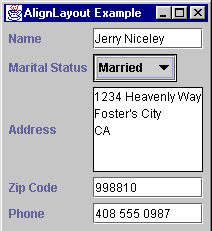 AlignLayout Example
Name Jerry Niceley
Marital Status Married
Address 1234 Heavenly Way
Foster's City
CA
Zip Code 998810
Phone 408 555 0987